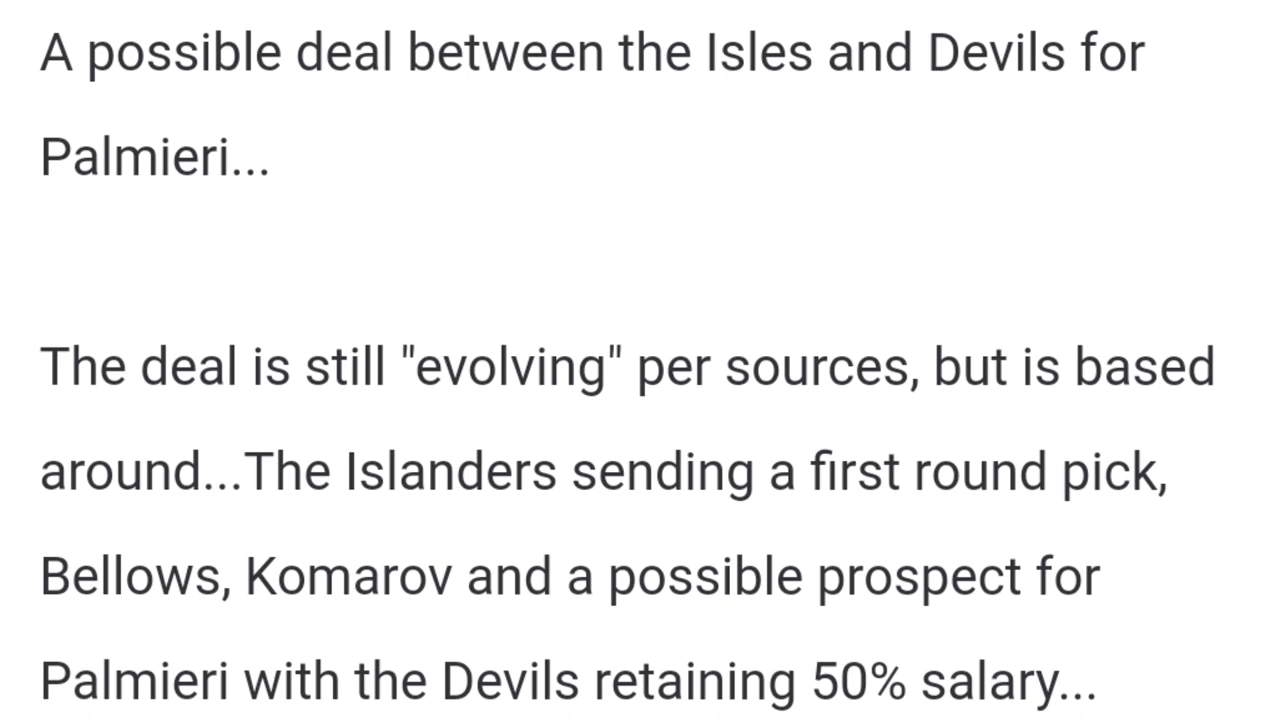 A possible deal between the Isles and Devils for
Palmieri...
The deal is still "evolving" per sources, but is based
around...The Islanders sending a first round pick,
Bellows, Komarov and a possible prospect for
Palmieri with the Devils retaining 50% salary...